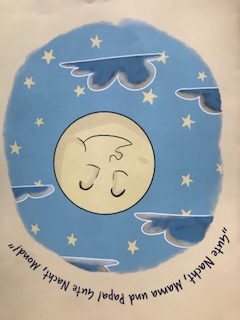 „Gute Nacht, Mama und Papa! Gute Nacht, Mond!“